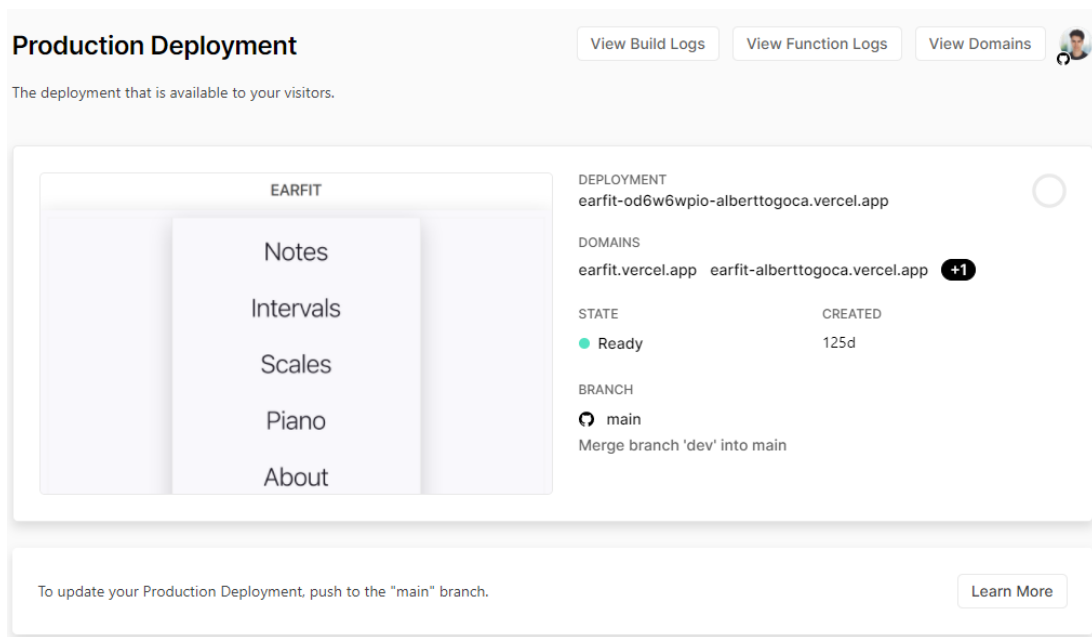 Production Deployment
View Build Logs
View Function Logs
View Domains
The deployment that is available to your visitors.
EARFIT
Notes
Intervals
Scales
Piano
About
DEPLOYMENT
earfit-od6w6wpio-alberttogoca.vercel.app
DOMAINS
earfit.vercel.app earfit-alberttogoca.vercel.app +1
STATE
Ready
CREATED
125d
BRANCH
main
Merge branch 'dev' into main
To update your Production Deployment, push to the "main" branch.
Learn More